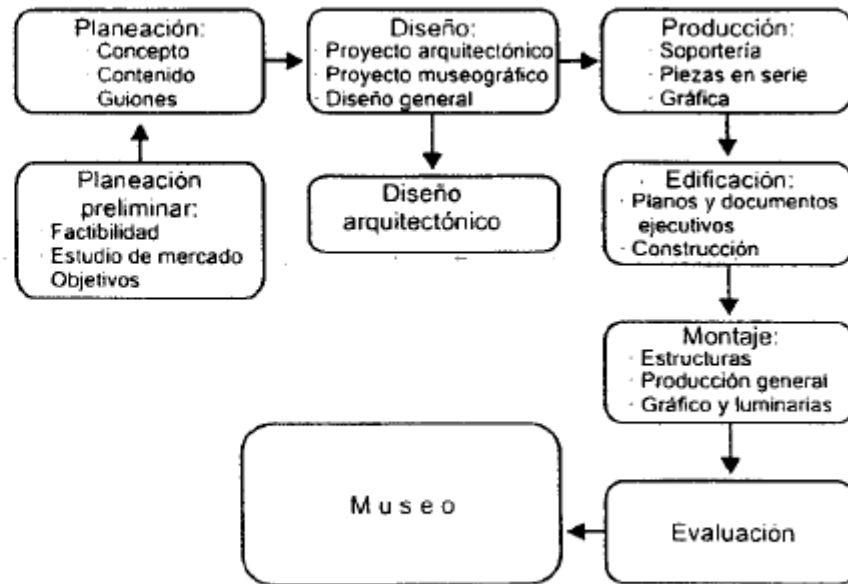 Planeación:
· Concepto
· Contenido
Guiones
Diseño:
· Proyecto arquitectónico
· Proyecto museográfico
· Diseño general
Producción:
· Soportería
· Piezas en serie
· Gráfica
Planeación
preliminar:
· Factibilidad
· Estudio de mercado
Objetivos
Diseño
arquitectónico
Edificación:
· Planos y documentos
ejecutivos
· Construcción
Montaje:
· Estructuras
· Producción general
· Gráfico y luminarias
Museo
Evaluación